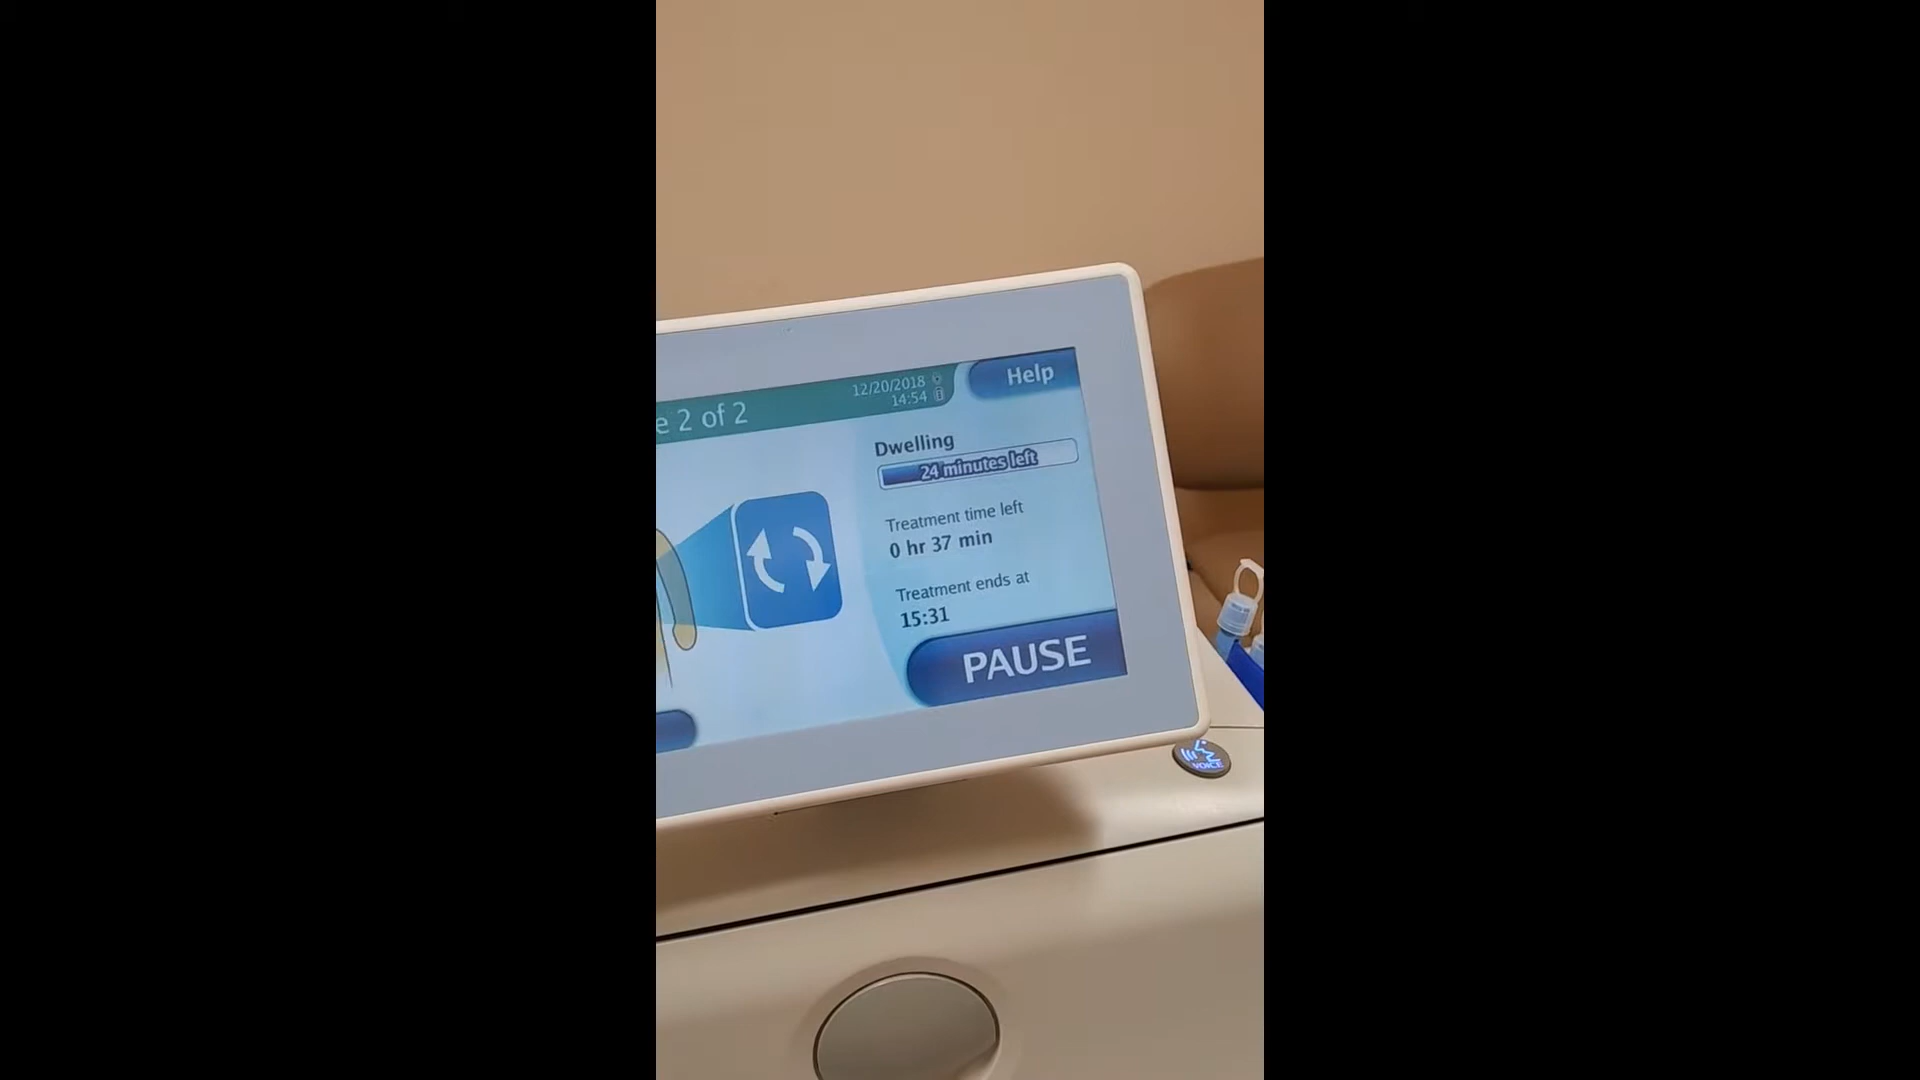 e 2 of 2
12/20/2018
14:54
Help
Dwelling
24 minutes left
Treatment time left
0 hr 37 min
Treatment ends at
15:31
PAUSE
VOICE